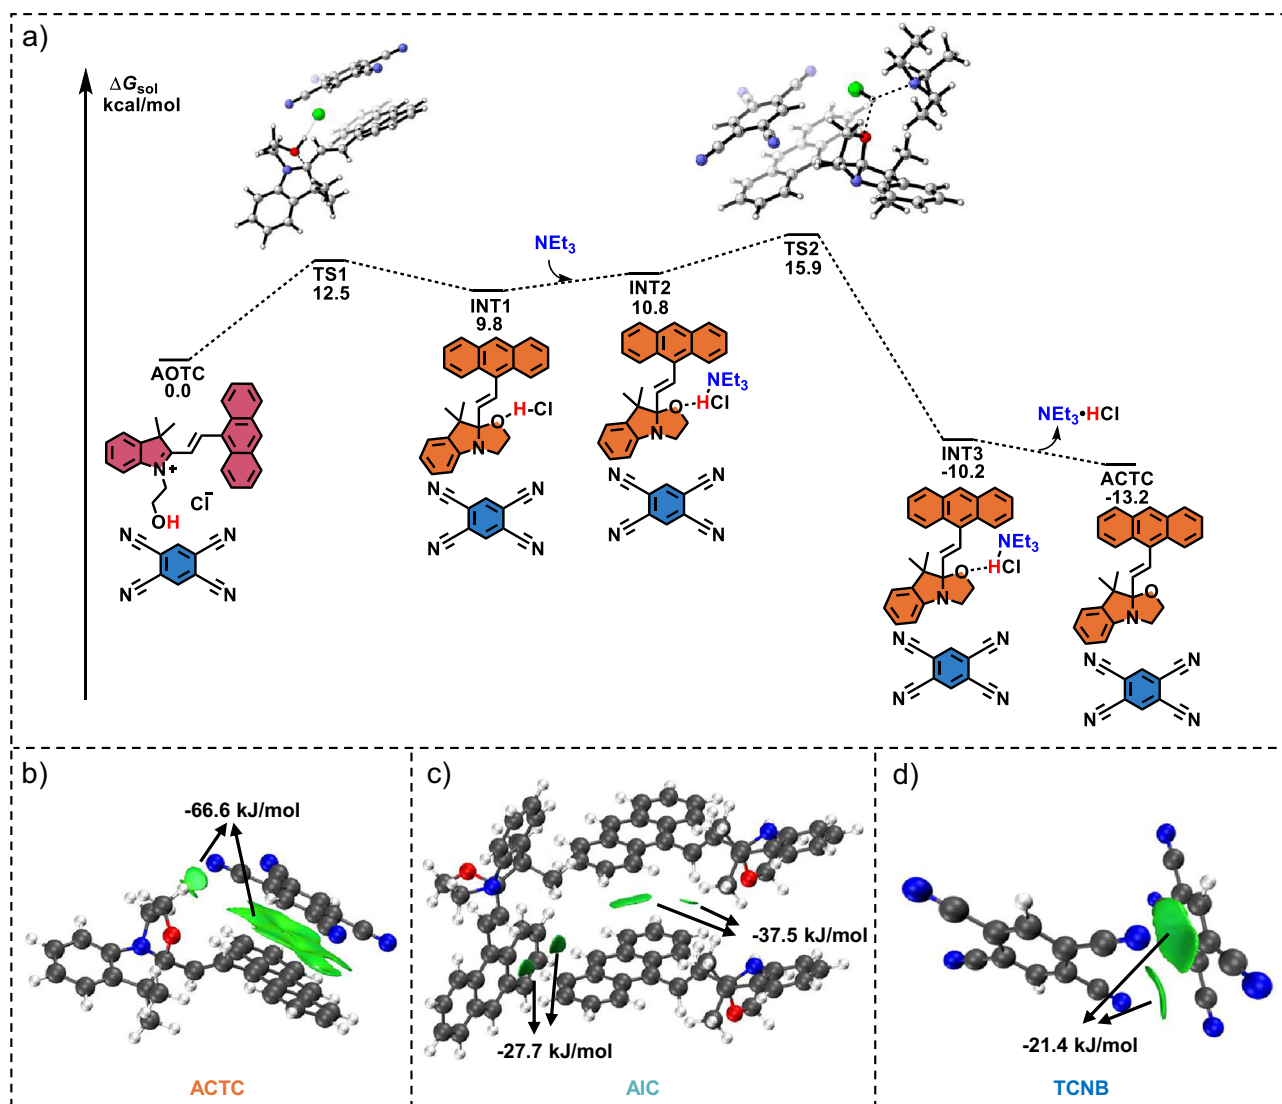 a)
ΔGsol
kcal/mol
NEt3
TS1
12.5
INT1
9.8
INT2
10.8
TS2
15.9
AOTC
0.0
N+
OH
Cl−
N
N
N
N
O
H-Cl
N
N
N
N
N
NEt3
O
HCl
N
N
N
N
N
NEt3•HCl
INT3
-10.2
ACTC
-13.2
NEt3
O
HCl
N
N
N
N
N
O
N
N
N
N
N
b)
-66.6 kJ/mol
ACTC
c)
-37.5 kJ/mol
-27.7 kJ/mol
AIC
d)
-21.4 kJ/mol
TCNB